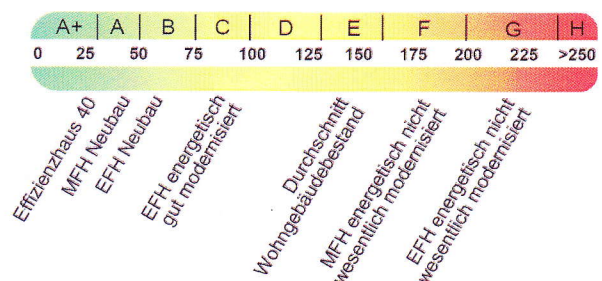 A+ A B C D E F G H
0 25 50 75 100 125 150 175 200 225 >250
Effizienzhaus 40
MFH Neubau
EFH Neubau
EFH energetisch
gut modernisiert
Durchschnitt
Wohngebäudebestand
MFH energetisch nicht
wesentlich modernisiert
EFH energetisch nicht
wesentlich modernisiert